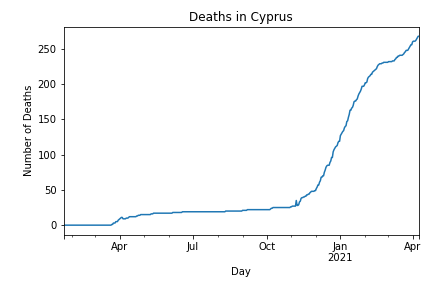 Deaths in Cyprus
Number of Deaths
250
200
150
100
50
0
Apr
Jul
Oct
Jan
2021
Apr
Day